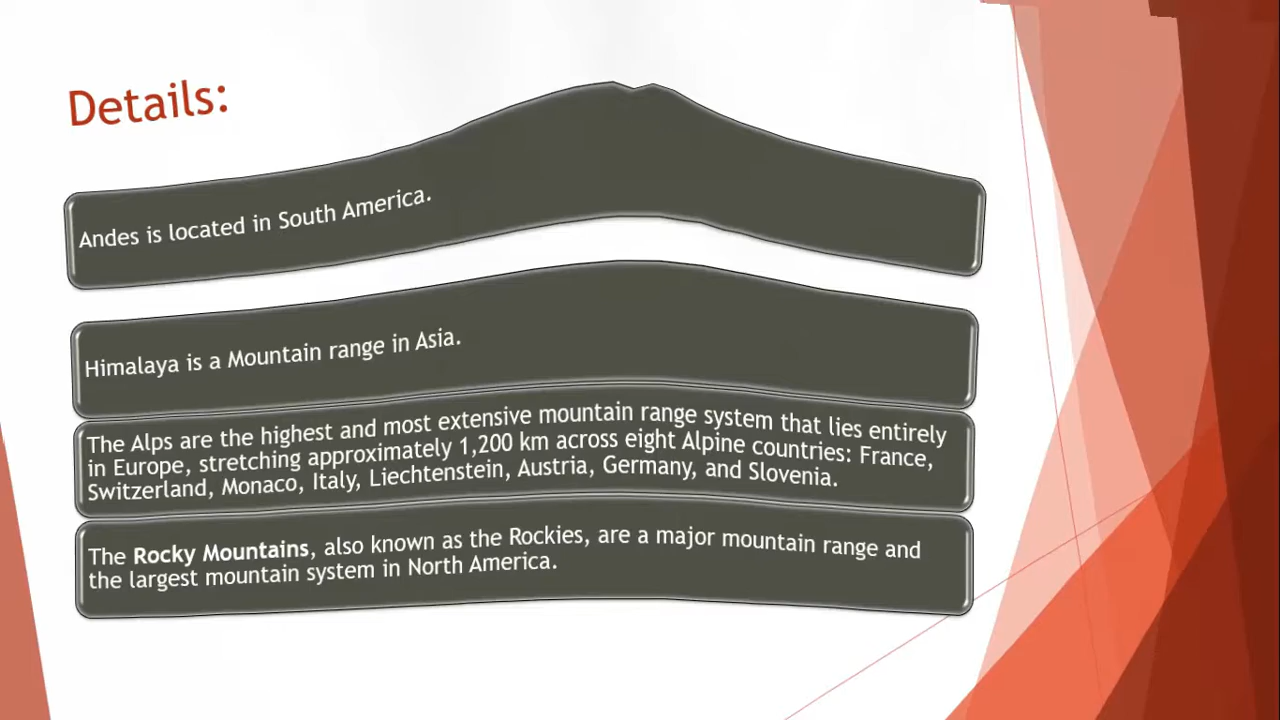 Details:
Andes is located in South America.
Himalaya is a Mountain range in Asia.
The Alps are the highest and most extensive mountain range system that lies entirely
in Europe, stretching approximately 1,200 km across eight Alpine countries: France,
Switzerland, Monaco, Italy, Liechtenstein, Austria, Germany, and Slovenia.
The Rocky Mountains, also known as the Rockies, are a major mountain range and
the largest mountain system in North America.